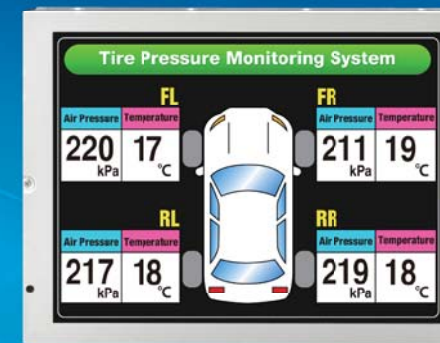 Tire Pressure Monitoring System
FL
FR
Air Pressure Temperature
Air Pressure Temperature
220 kPa 17 °C
211 kPa 19 °C
RL
RR
Air Pressure Temperature
Air Pressure Temperature
217 kPa 18 °C
219 kPa 18 °C